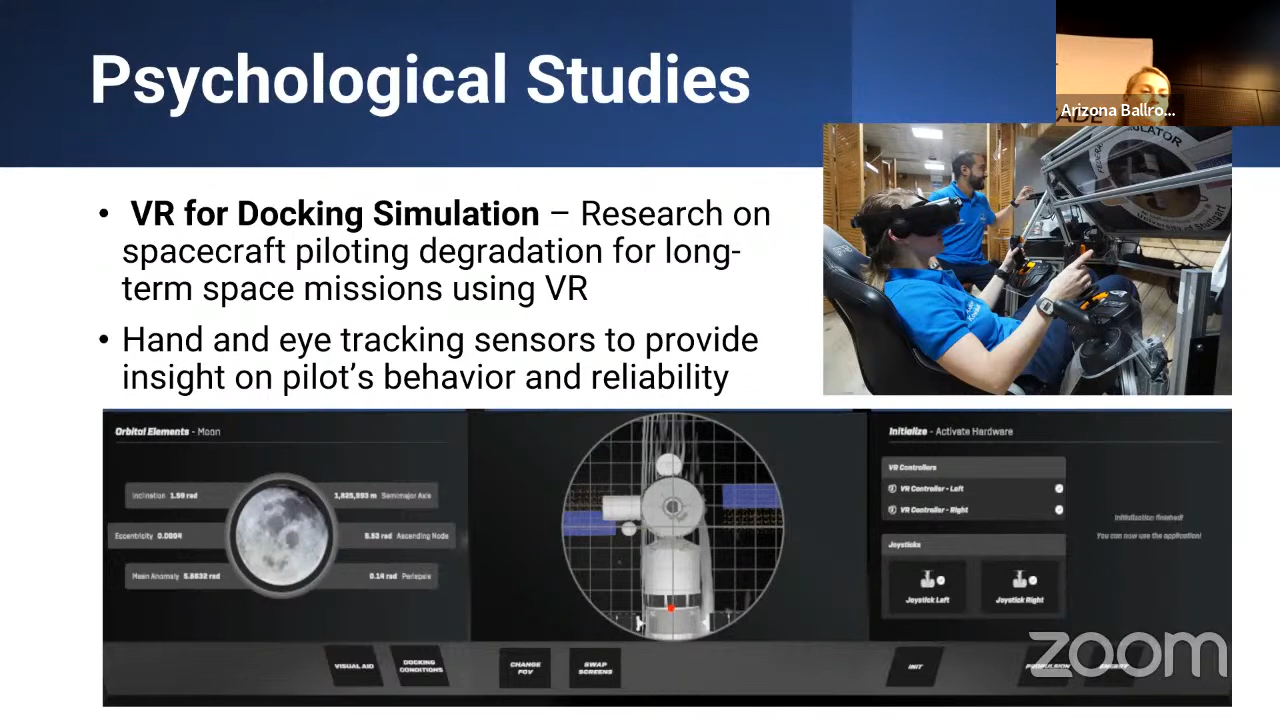 Psychological Studies
Arizona Ballro...
• VR for Docking Simulation – Research on
spacecraft piloting degradation for long-
term space missions using VR
• Hand and eye tracking sensors to provide
insight on pilot’s behavior and reliability
Orbital Elements - Moon
Inclination 1.59 rad
1,825,993 m Semimajor Axis
Eccentricity 0.0004
5.53 rad Ascending Node
Mean Anomaly 5.8632 rad
0.14 rad Periapsis
VISUAL AID
DOCKING
CONDITIONS
CHANGE
FOV
SWAP
SCREENS
Initialize - Activate Hardware
VR Controllers
VR Controller - Left
VR Controller - Right
Joysticks
Joystick Left
Joystick Right
Initialization finished!
You can now use the application!
INIT
PROPULSION
ENERGY
zoom